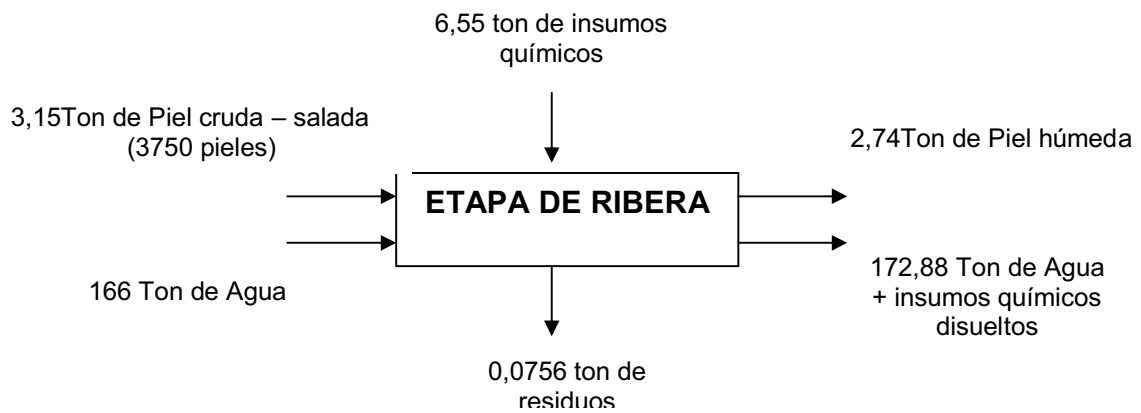 6,55 ton de insumos
químicos
3,15Ton de Piel cruda – salada
(3750 pieles)
2,74Ton de Piel húmeda
ETAPA DE RIBERA
166 Ton de Agua
172,88 Ton de Agua
+ insumos químicos
disueltos
0,0756 ton de
residuos